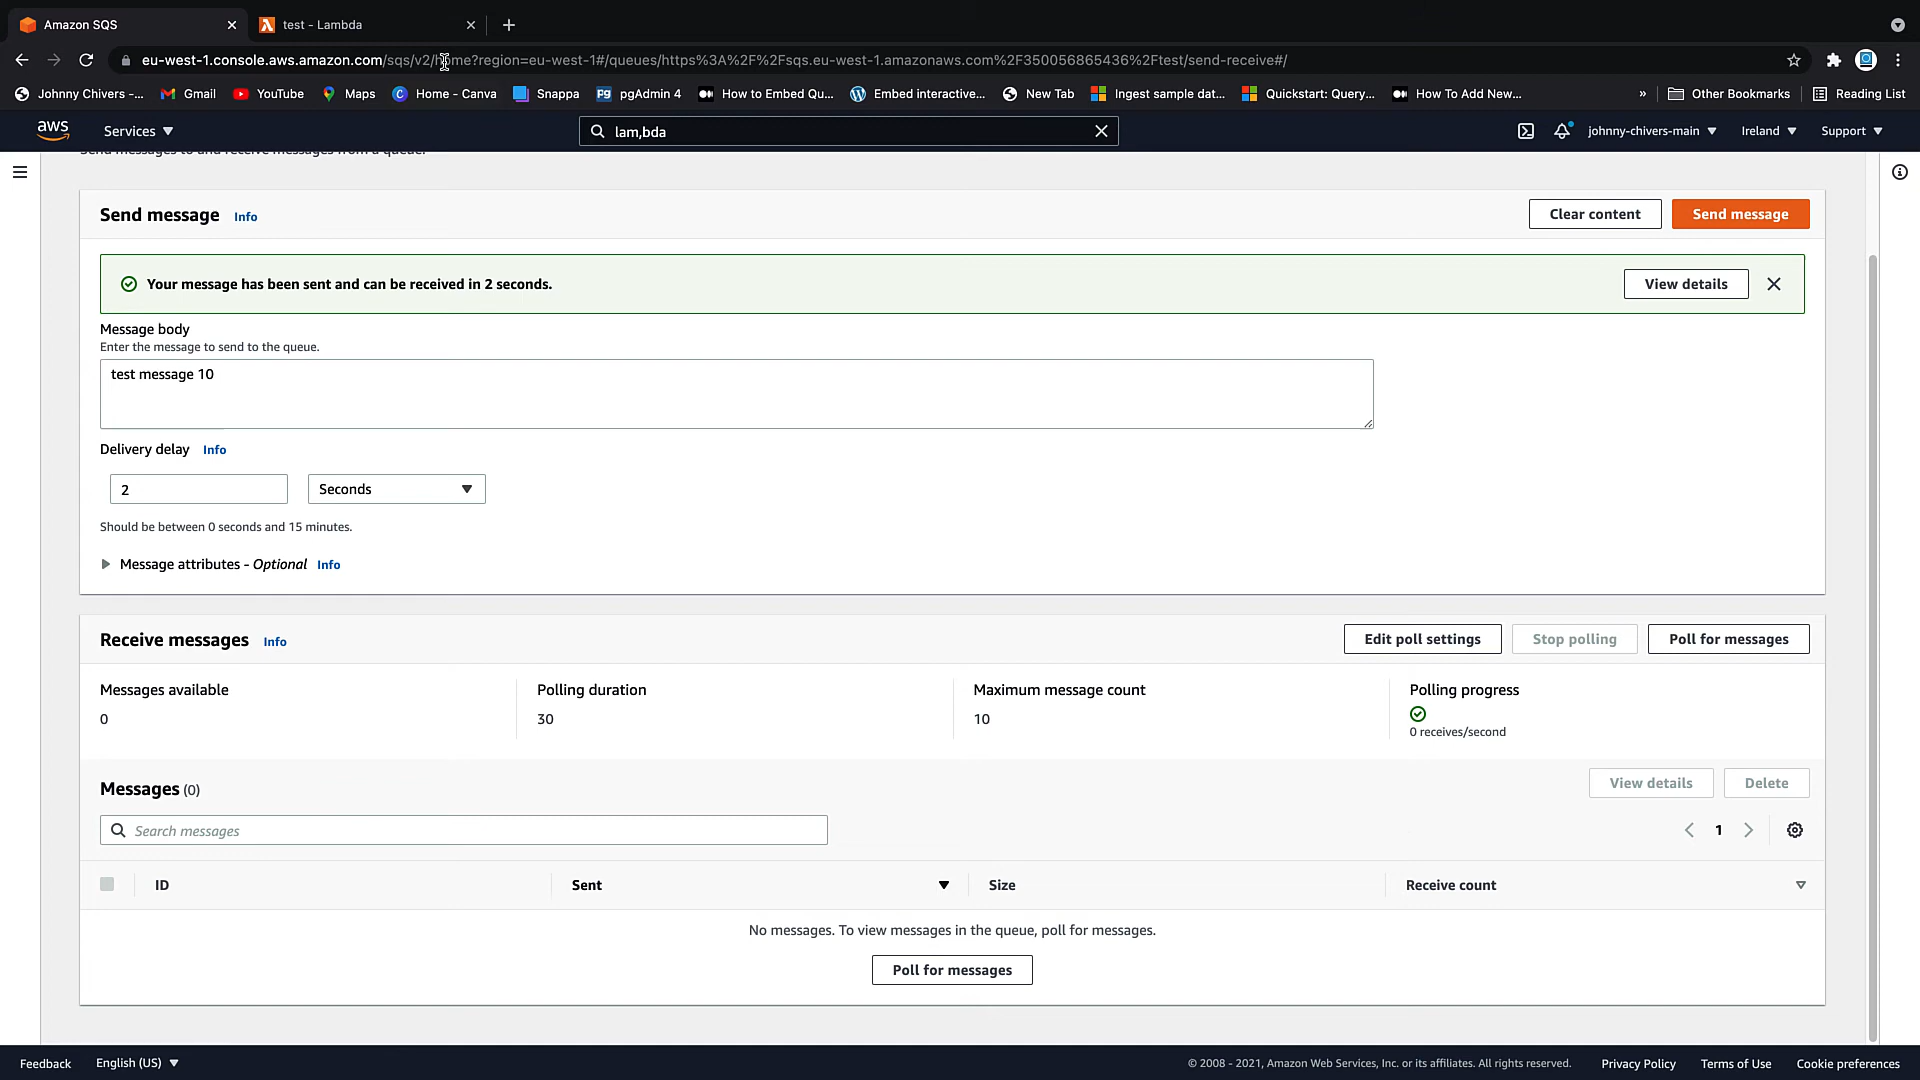 Amazon SQS
test - Lambda
eu-west-1.console.aws.amazon.com/sqs/v2/home?region=eu-west-1#/queues/https%3A%2F%2Fsqs.eu-west-1.amazonaws.com%2F350056865436%2Ftest/send-receive#/
Johnny Chivers -... Gmail YouTube Maps Home - Canva Snappa pgAdmin 4 How to Embed Qu... Embed interactive... New Tab Ingest sample dat... Quickstart: Query... How To Add New... » Other Bookmarks Reading List
aws Services ▼ lam,bda johnny-chivers-main ▼ Ireland ▼ Support ▼
Send messages to and receive messages from a queue.
Send message Info Clear content Send message
Your message has been sent and can be received in 2 seconds. View details
Message body
Enter the message to send to the queue.
test message 10
Delivery delay Info
2 Seconds
Should be between 0 seconds and 15 minutes.
Message attributes - Optional Info
Receive messages Info Edit poll settings Stop polling Poll for messages
Messages available Polling duration Maximum message count Polling progress
0 30 10
0 receives/second
Messages (0) View details Delete
Search messages 1
ID Sent Size Receive count
No messages. To view messages in the queue, poll for messages.
Poll for messages
Feedback English (US) ▼ © 2008 - 2021, Amazon Web Services, Inc. or its affiliates. All rights reserved. Privacy Policy Terms of Use Cookie preferences